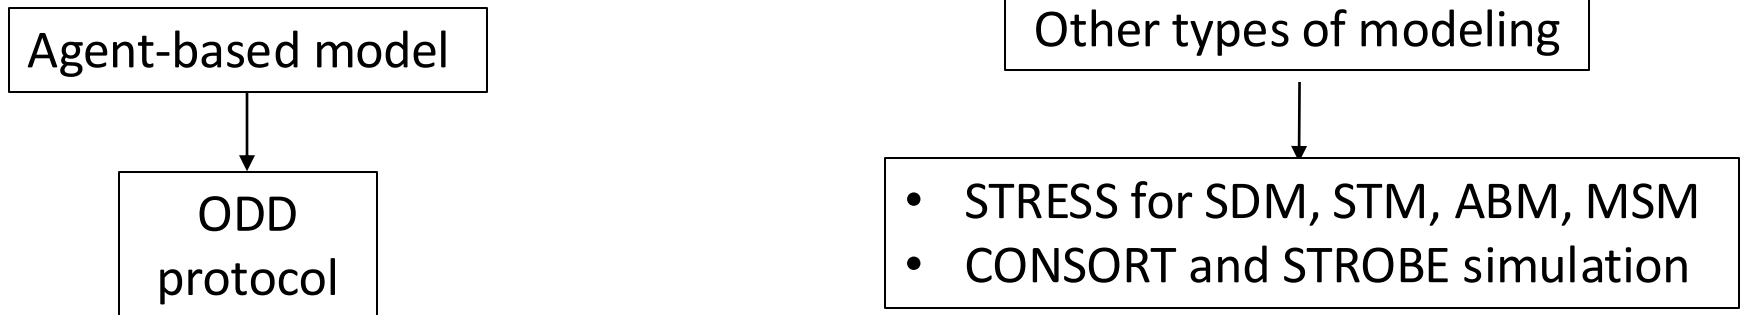 Agent-based model
ODD
protocol
Other types of modeling
• STRESS for SDM, STM, ABM, MSM
• CONSORT and STROBE simulation